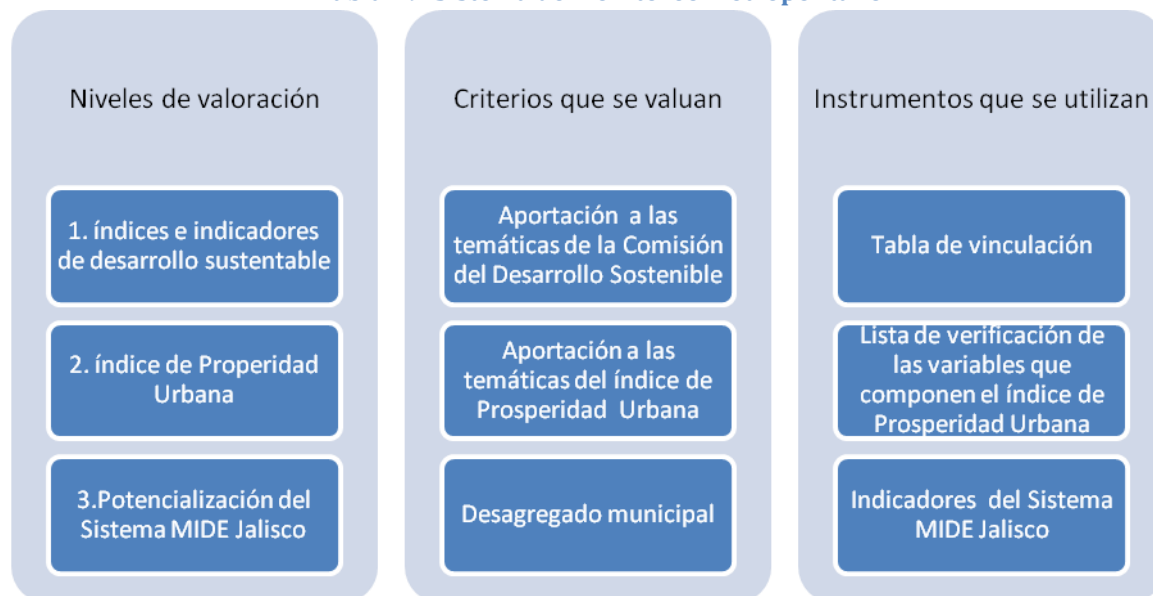 Niveles de valoración
1. índices e indicadores
de desarrollo sustentable
2. índice de Properidad
Urbana
3.Potencialización del
Sistema MIDE Jalisco
Criterios que se valuan
Aportación a las
temáticas de la Comisión
del Desarrollo Sostenible
Aportación a las
temáticas del índice de
Prosperidad Urbana
Desagregado municipal
Instrumentos que se utilizan
Tabla de vinculación
Lista de verificación de
las variables que
componen el índice de
Prosperidad Urbana
Indicadores del Sistema
MIDE Jalisco